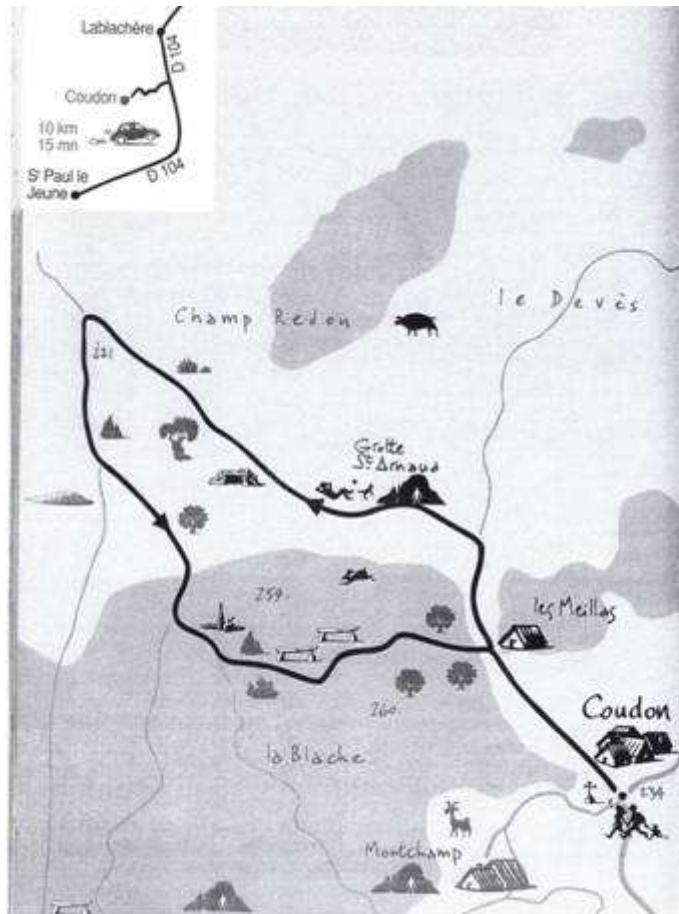 Lablachère
D 104
Coudon
10 km
15 mn
St Paul le
Jeune
D 104
Champ Redon
le Devès
221
Grotte
St Arnaud
259.
les Meillas
Coudon
260.
234
la Blache
Montchamp